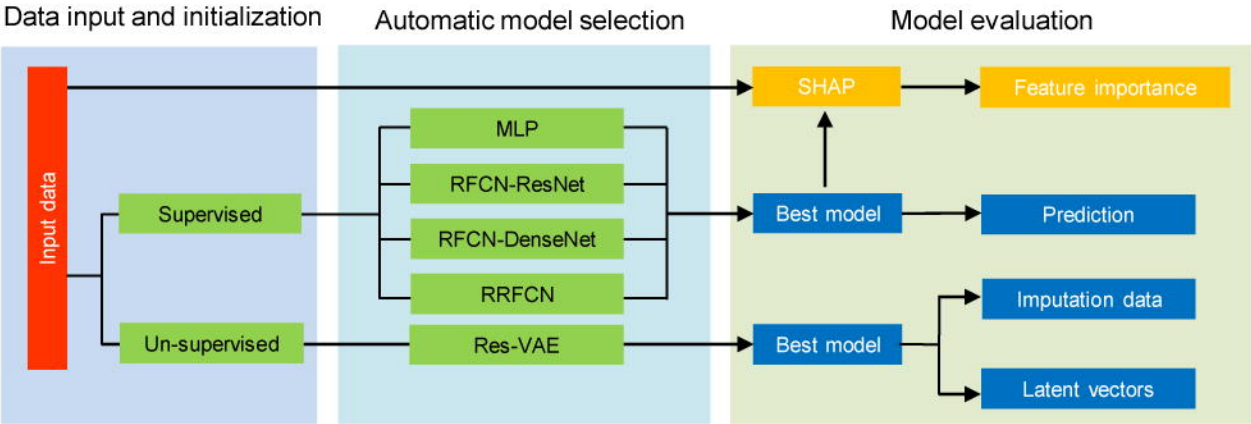 Data input and initialization
Automatic model selection
Model evaluation
Input data
Supervised
Un-supervised
MLP
RFCN-ResNet
RFCN-DenseNet
RRFCN
Res-VAE
SHAP
Feature importance
Best model
Prediction
Best model
Imputation data
Latent vectors